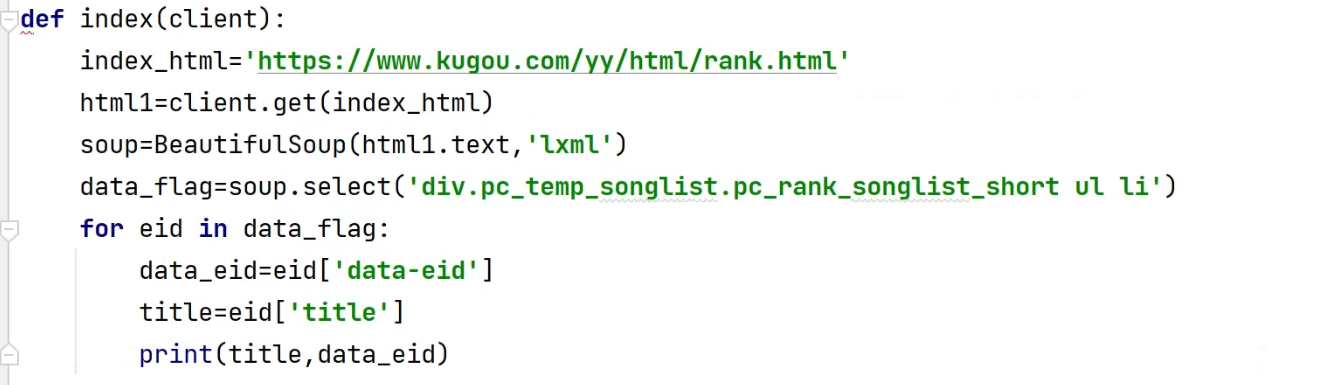 def index(client):
    index_html='https://www.kugou.com/yy/html/rank.html'
    html1=client.get(index_html)
    soup=BeautifulSoup(html1.text,'lxml')
    data_flag=soup.select('div.pc_temp_songlist.pc_rank_songlist_short ul li')
    for eid in data_flag:
        data_eid=eid['data-eid']
        title=eid['title']
        print(title,data_eid)